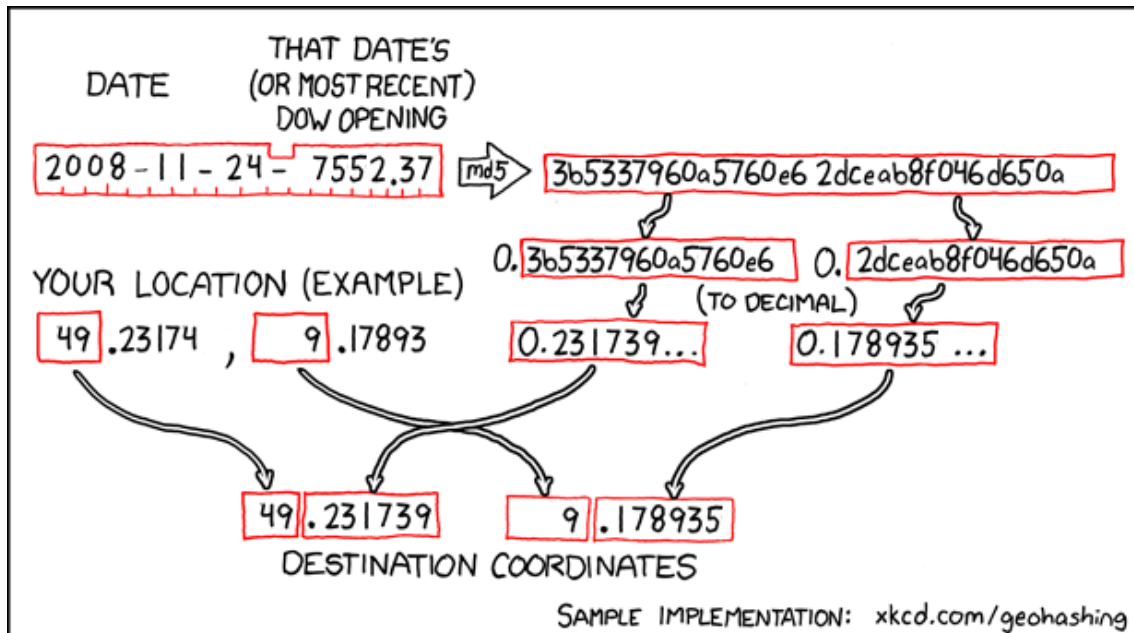 DATE
THAT DATE'S
(OR MOST RECENT)
DOW OPENING
2008-11-24- 7552.37
md5
3b5337960a5760e6 2dceab8f046d650a
0.3b5337960a5760e6
0.2dceab8f046d650a
(TO DECIMAL)
YOUR LOCATION (EXAMPLE)
49.23174, 9.17893
0.231739...
0.178935 ...
49.231739
9.178935
DESTINATION COORDINATES
SAMPLE IMPLEMENTATION: xkcd.com/geohashing